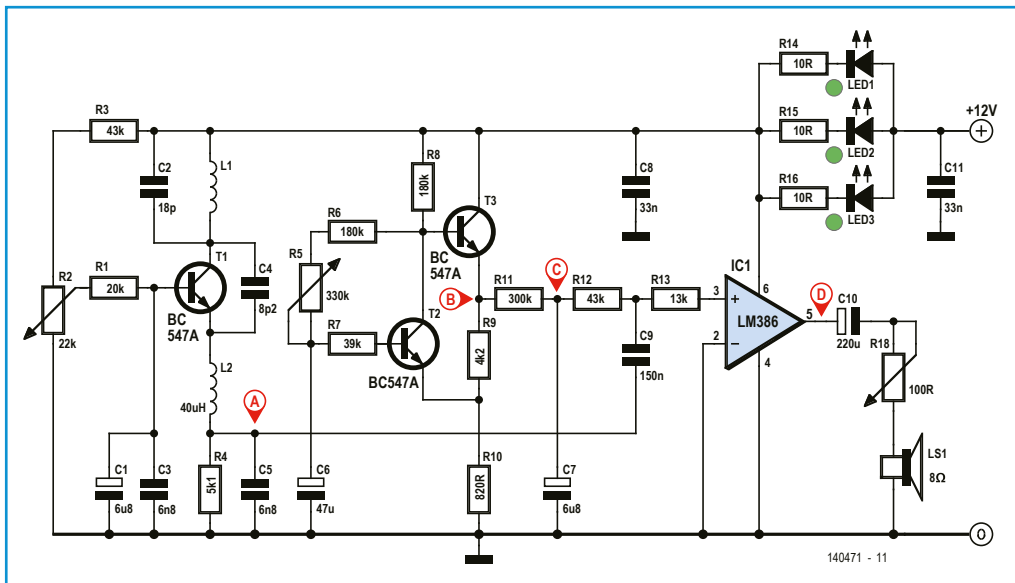 R14
10R
LED1
+12V
R3
43k
R15
10R
LED2
C2
18p
L1
R8
180k
C8
33n
R16
10R
LED3
C11
33n
T3
R6
180k
T1
C4
8p2
R5
330k
BC
547A
R2
22k
R1
20k
BC
547A
R7
39k
T2
BC547A
B
R11
300k
C
R12
43k
R13
13k
IC1
3
+
6
LM386
2
–
4
5
D
C10
220u
R18
100R
R9
4k2
C9
150n
L2
40uH
A
LS1
8Ω
C1
6u8
C3
6n8
R4
5k1
C5
6n8
C6
47u
R10
820R
C7
6u8
0
140471 - 11